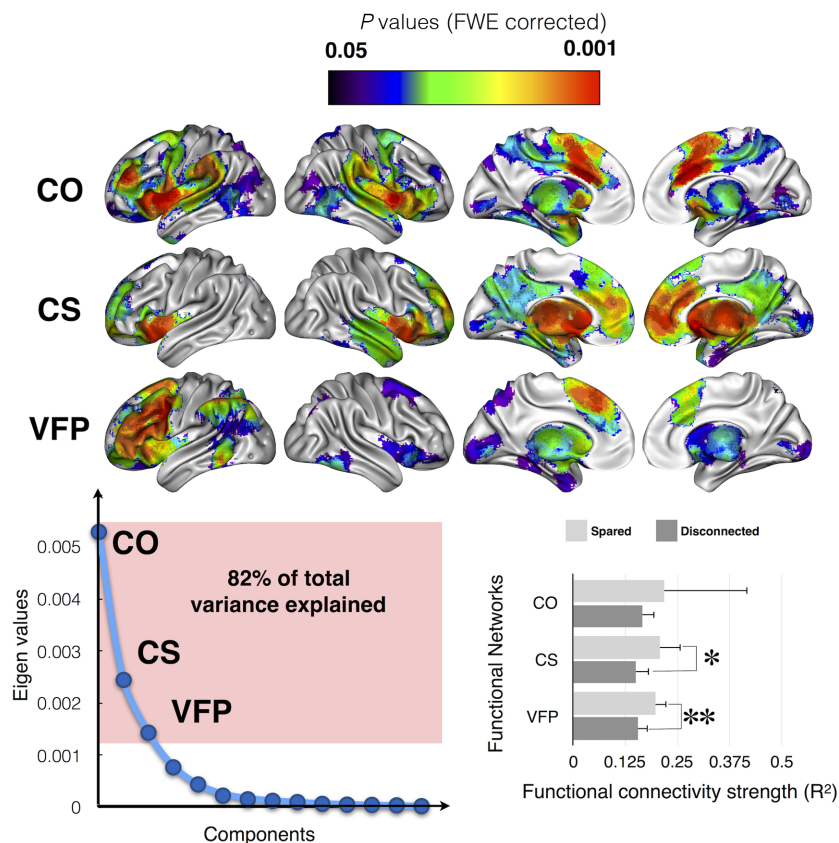 P values (FWE corrected)
0.05 0.001
CO
CS
VFP
0.005
0.004
0.003
0.002
0.001
0
Eigen values
CO
CS
VFP
82% of total
variance explained
Components
Spared Disconnected
Functional Networks
CO
CS
VFP
*
**
0 0.125 0.25 0.375 0.5
Functional connectivity strength (R²)